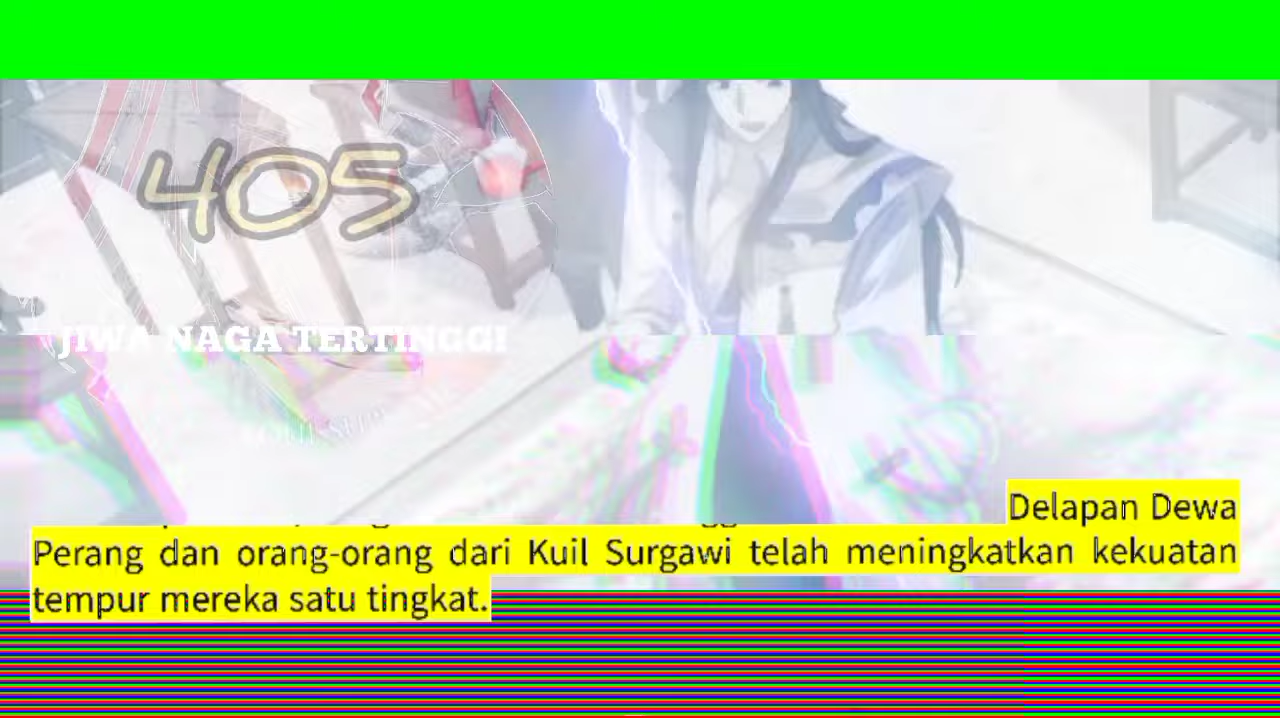 405
JIWA NAGA TERTINGGI
Delapan Dewa
Perang dan orang-orang dari Kuil Surgawi telah meningkatkan kekuatan
tempur mereka satu tingkat.